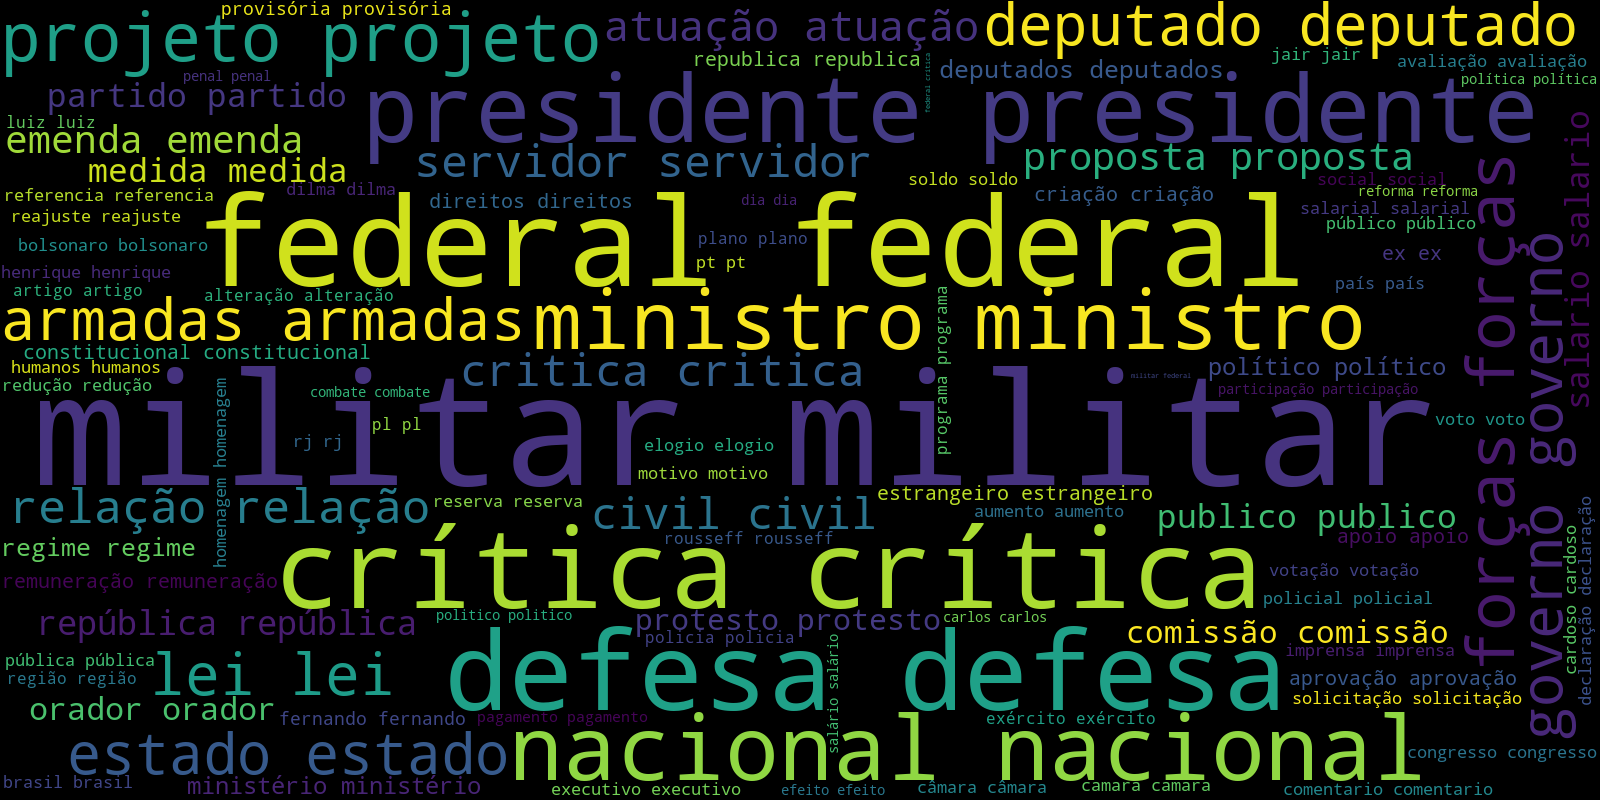 provisória provisória
projeto projeto
atuação atuação
deputado deputado
republica republica
federal critica
jair jair
deputados deputados
avaliação avaliação
política política
penal penal
partido partido
presidente presidente
luiz luiz
emenda emenda
medida medida
servidor servidor
proposta proposta
referencia referencia
dilma dilma
direitos direitos
soldo soldo
criação criação
social social
reforma reforma
salarial salarial
público público
reajuste reajuste
dia dia
federal federal
bolsonaro bolsonaro
plano plano
pt pt
ex ex
país país
henrique henrique
artigo artigo
alteração alteração
armadas armadas
ministro ministro
forças forças
governo governo
salario salario
constitucional constitucional
humanos humanos
redução redução
critica critica
programa programa
militar federal
político político
participação participação
combate combate
homenagem homenagem
militar militar
pl pl
rj rj
elogio elogio
motivo motivo
voto voto
relação relação
reserva reserva
civil civil
estrangeiro estrangeiro
aumento aumento
publico publico
rousseff rousseff
apoio apoio
regime regime
crítica crítica
remuneração remuneração
votação votação
policial policial
cardoso cardoso
declaração declaração
república república
politico politico
protesto protesto
carlos carlos
policia policia
comissão comissão
imprensa imprensa
pública pública
região região
lei lei
defesa defesa
salário salário
aprovação aprovação
solicitação solicitação
orador orador
fernando fernando
pagamento pagamento
exército exército
estado estado
nacional nacional
congresso congresso
brasil brasil
ministério ministério
executivo executivo
efeito efeito
câmara câmara
camara camara
comentario comentario